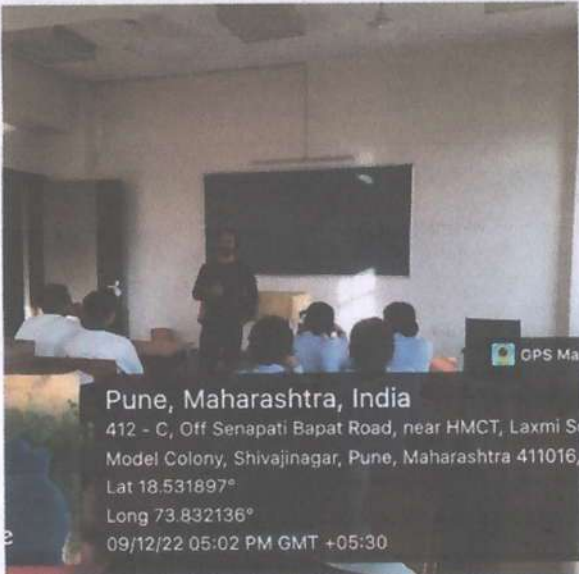 GPS Ma
Pune, Maharashtra, India
412 - C, Off Senapati Bapat Road, near HMCT, Laxmi S
Model Colony, Shivajinagar, Pune, Maharashtra 411016,
Lat 18.531897°
Long 73.832136°
09/12/22 05:02 PM GMT +05:30
e